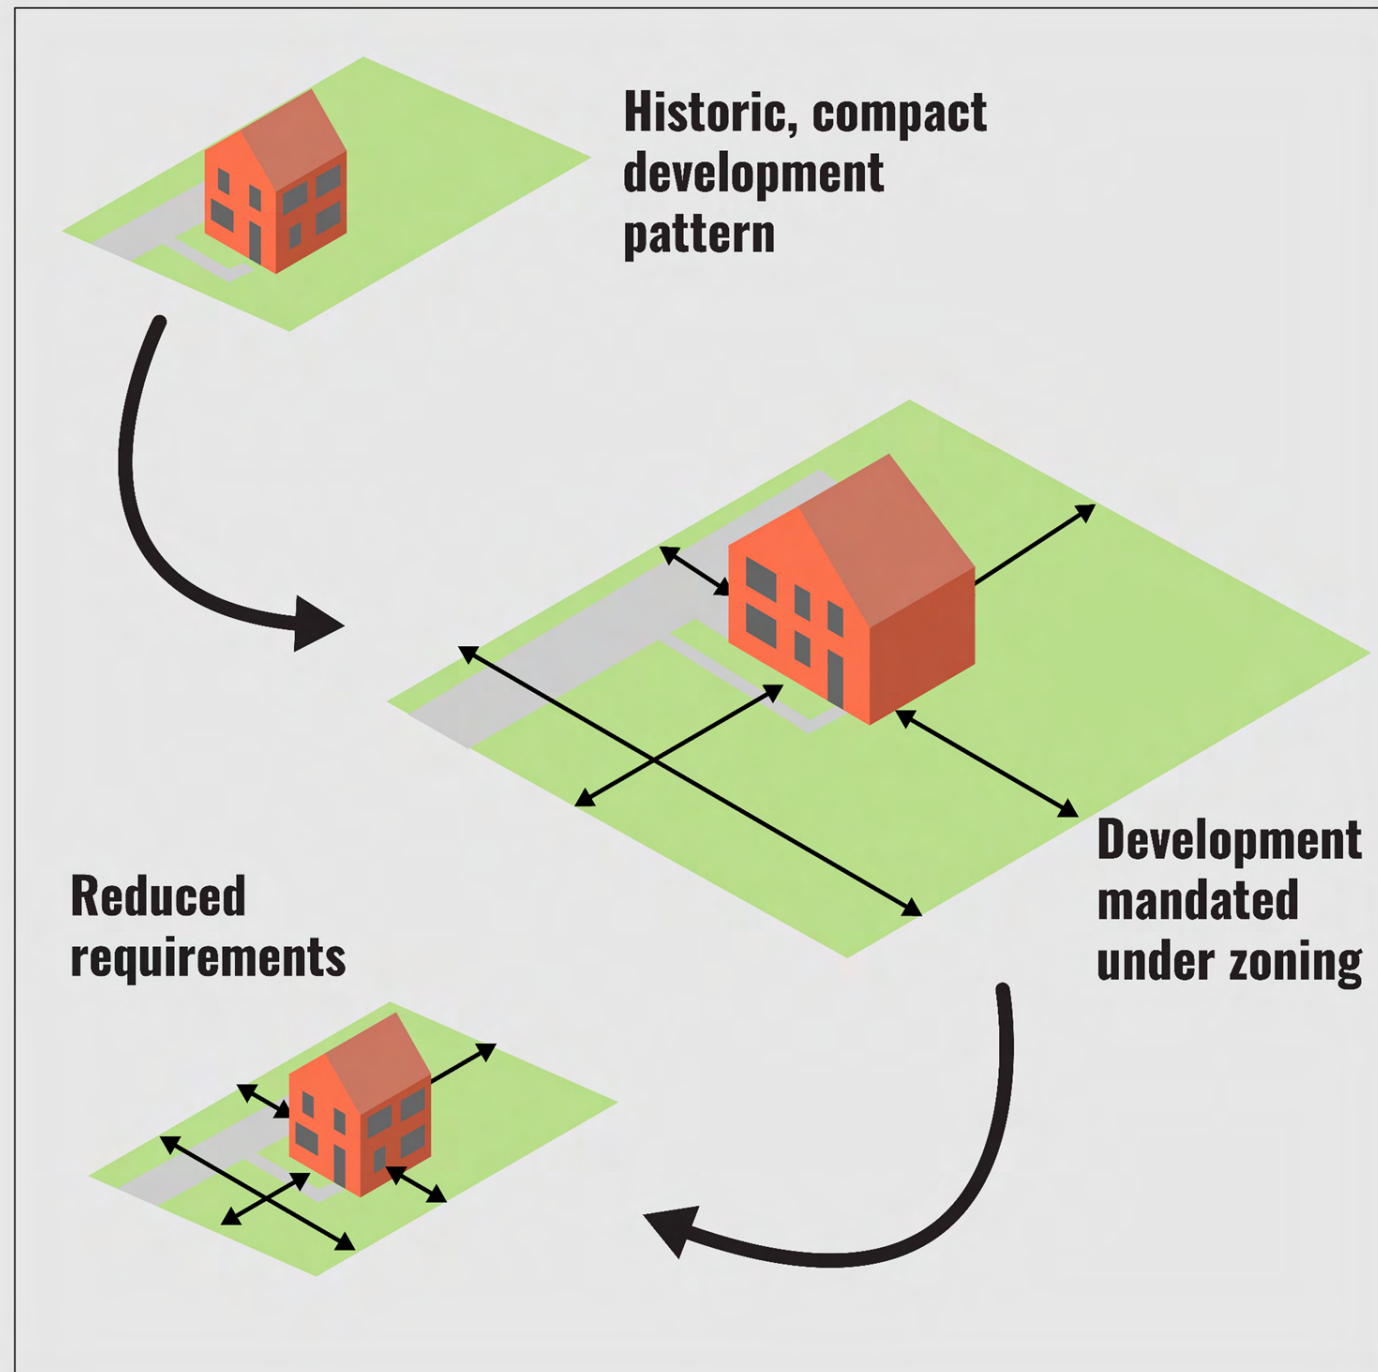 Historic, compact
development
pattern
Development
mandated
under zoning
Reduced
requirements